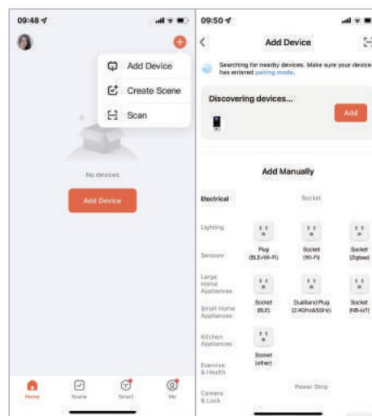 09:48
Add Device
Create Scene
Scan
No devices
Add Device
Home
Scene
Smart
Me
09:50
Add Device
Searching for nearby devices. Make sure your device
has entered pairing mode.
Discovering devices...
Add
Add Manually
Electrical
Socket
Lighting
Sensors
Large
Home
Appliances
Small Home
Appliances
Kitchen
Appliances
Exercise
& Health
Camera
& Lock
Plug
(BLE+Wi-Fi)
Socket
(Wi-Fi)
Socket
(Zigbee)
Socket
(BLE)
Dualband Plug
(2.4GHz&5GHz)
Socket
(NB-IoT)
Socket
(other)
Power Strip